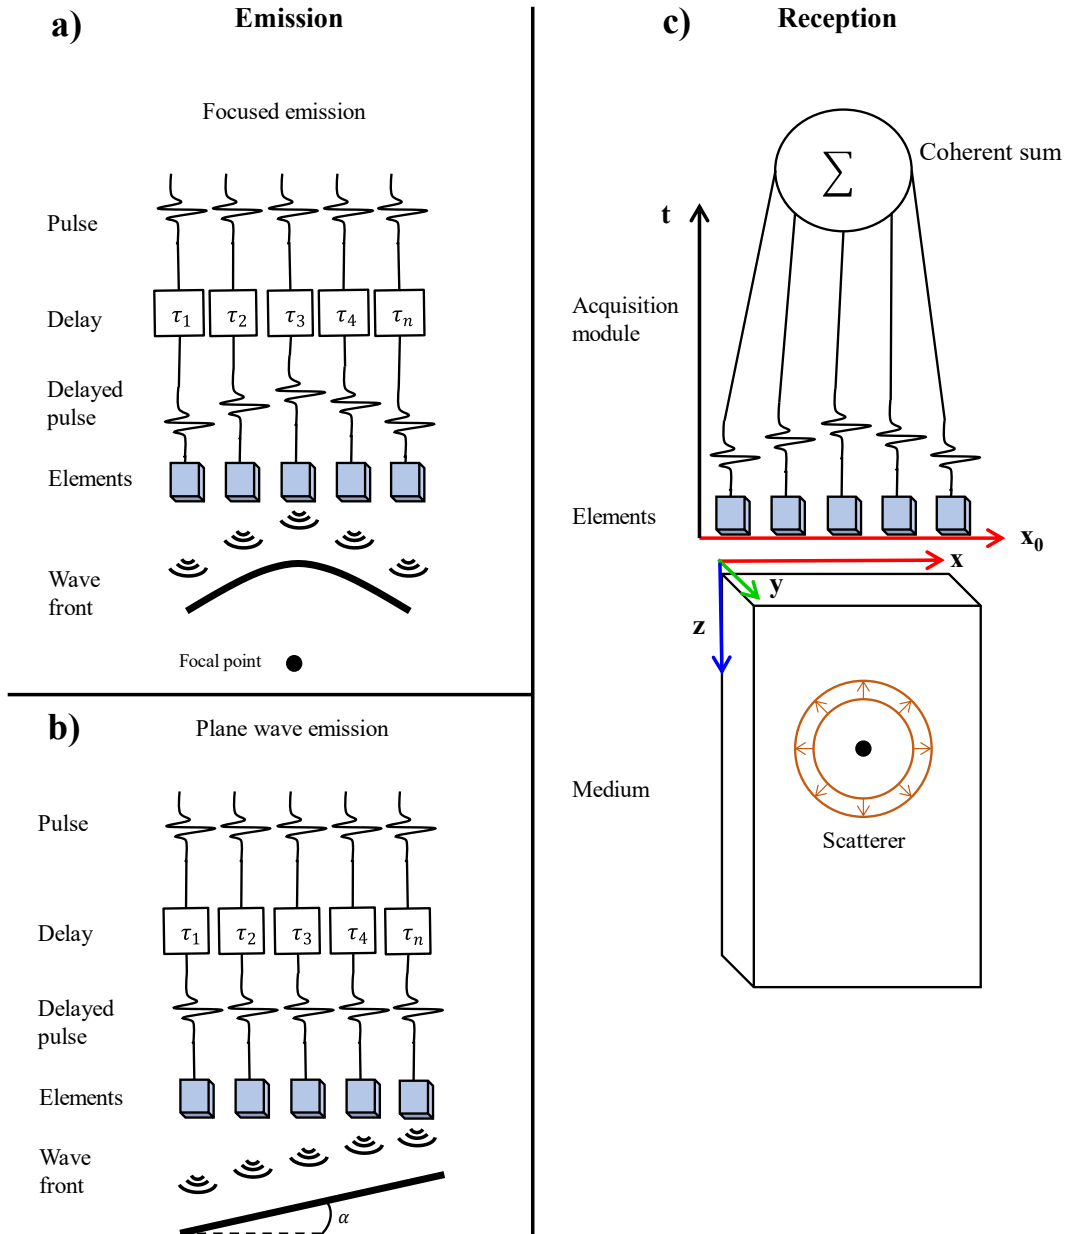 a)
Emission
Focused emission
Pulse
Delay
τ1 τ2 τ3 τ4 τn
Delayed
pulse
Elements
Wave
front
Focal point
b)
Plane wave emission
Pulse
Delay
τ1 τ2 τ3 τ4 τn
Delayed
pulse
Elements
Wave
front
α
c)
Reception
∑
Coherent sum
t
Acquisition
module
Elements
x0
x
y
z
Medium
Scatterer